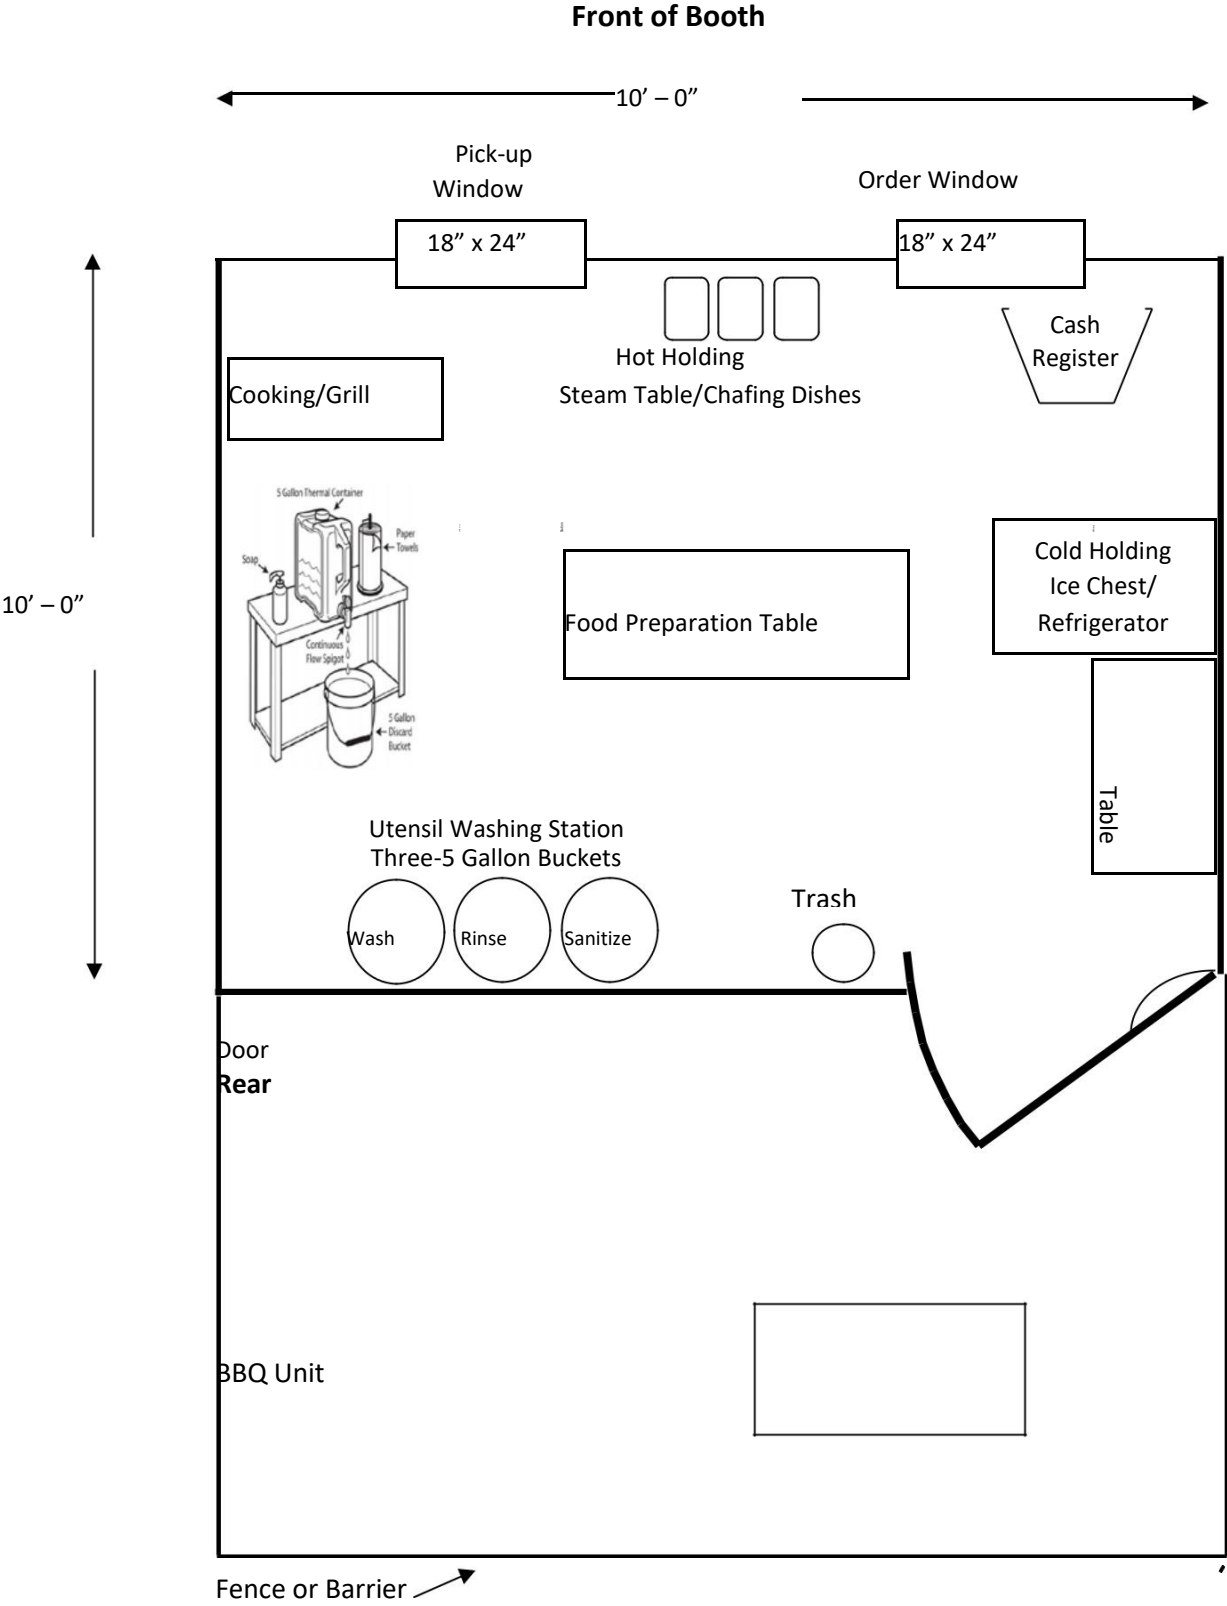 Front of Booth
10’ – 0”
Pick-up
Window
Order Window
18” x 24”
18” x 24”
Cash
Register
Hot Holding
Steam Table/Chafing Dishes
Cooking/Grill
5 Gallon Thermal Container
Paper
Towels
Soap
Continuous
Flow Spigot
5 Gallon
Discard
Bucket
Cold Holding
Ice Chest/
Refrigerator
10’ – 0”
Food Preparation Table
Table
Utensil Washing Station
Three-5 Gallon Buckets
Trash
Wash
Rinse
Sanitize
Door
Rear
BBQ Unit
Fence or Barrier